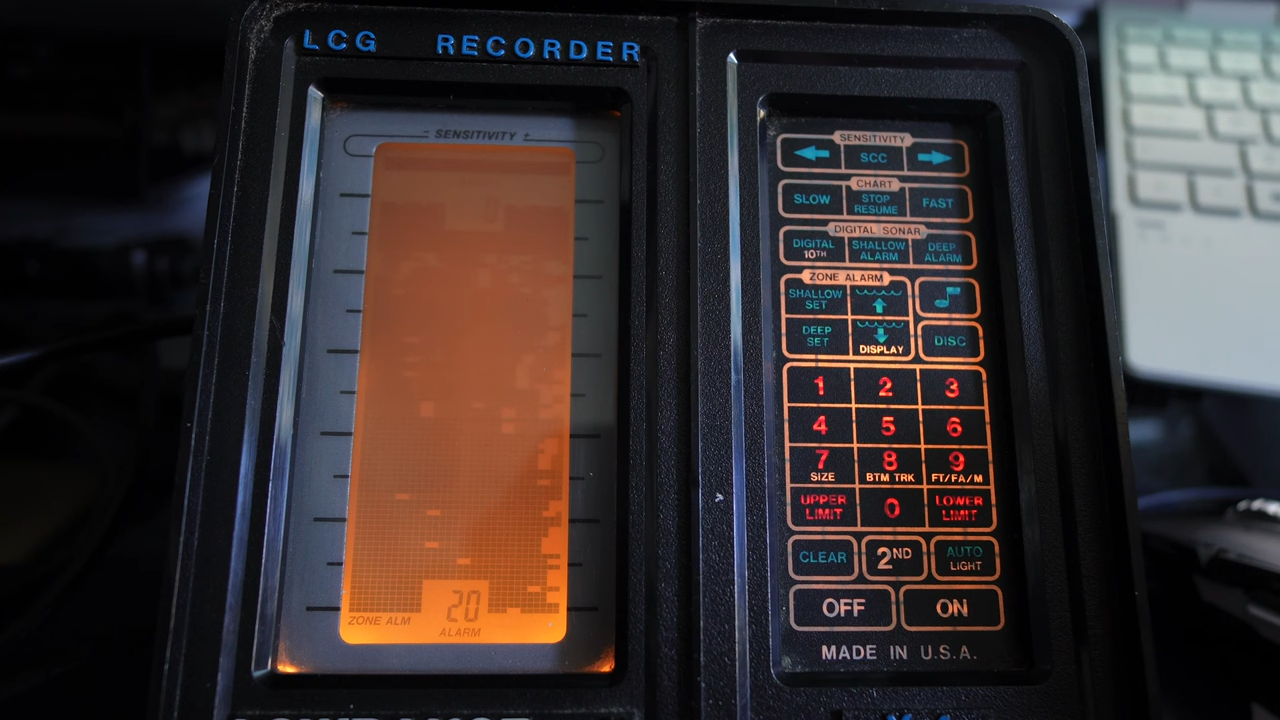 LCG RECORDER
- SENSITIVITY +
20
ZONE ALM
ALARM
SENSITIVITY
SCC
CHART
SLOW STOP RESUME FAST
DIGITAL SONAR
DIGITAL 10TH SHALLOW ALARM DEEP ALARM
ZONE ALARM
SHALLOW SET
DEEP SET DISPLAY DISC
1 2 3
4 5 6
7 SIZE 8 BTM TRK 9 FT/FA/M
UPPER LIMIT 0 LOWER LIMIT
CLEAR 2ND AUTO LIGHT
OFF ON
MADE IN U.S.A.